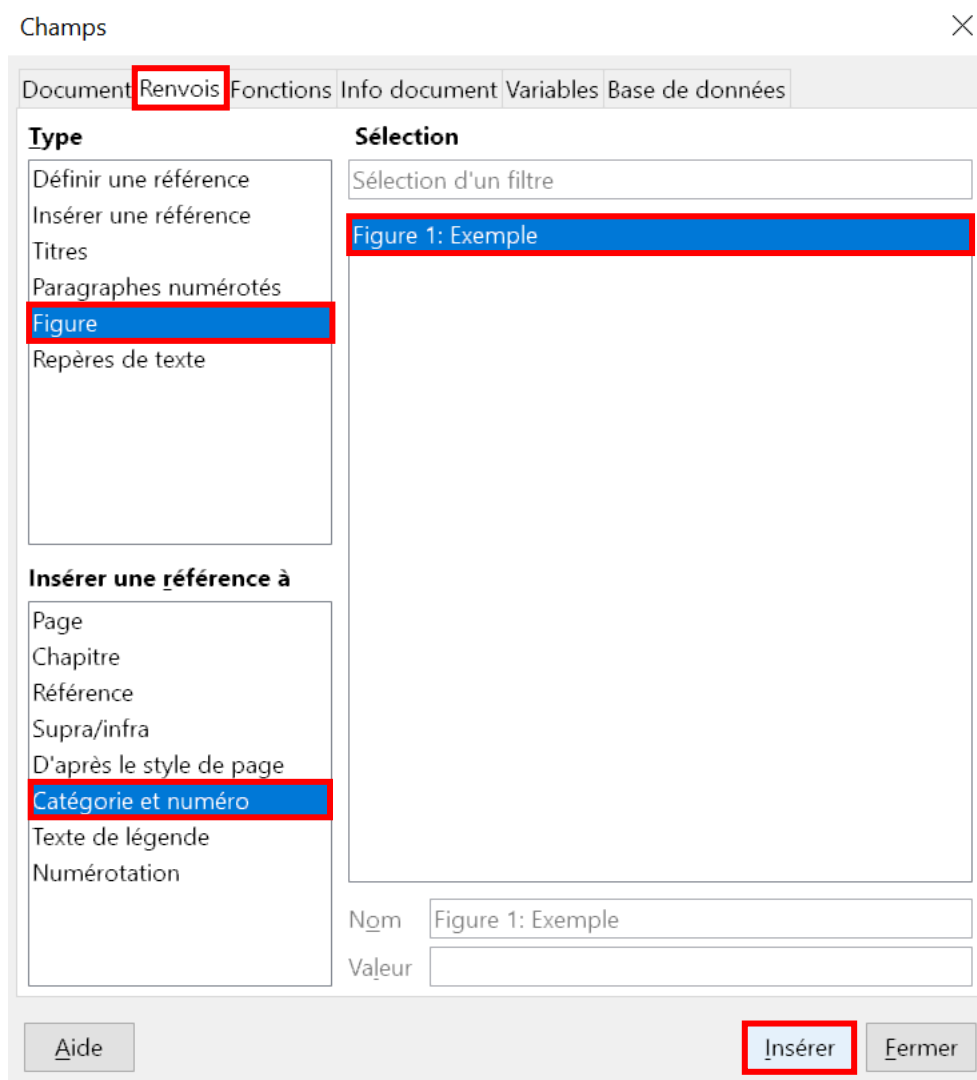 Champs
Document Renvois Fonctions Info document Variables Base de données
Type
Définir une référence
Insérer une référence
Titres
Paragraphes numérotés
Figure
Repères de texte
Insérer une référence à
Page
Chapitre
Référence
Supra/infra
D'après le style de page
Catégorie et numéro
Texte de légende
Numérotation
Sélection
Sélection d'un filtre
Figure 1: Exemple
Nom Figure 1: Exemple
Valeur
Aide Insérer Fermer